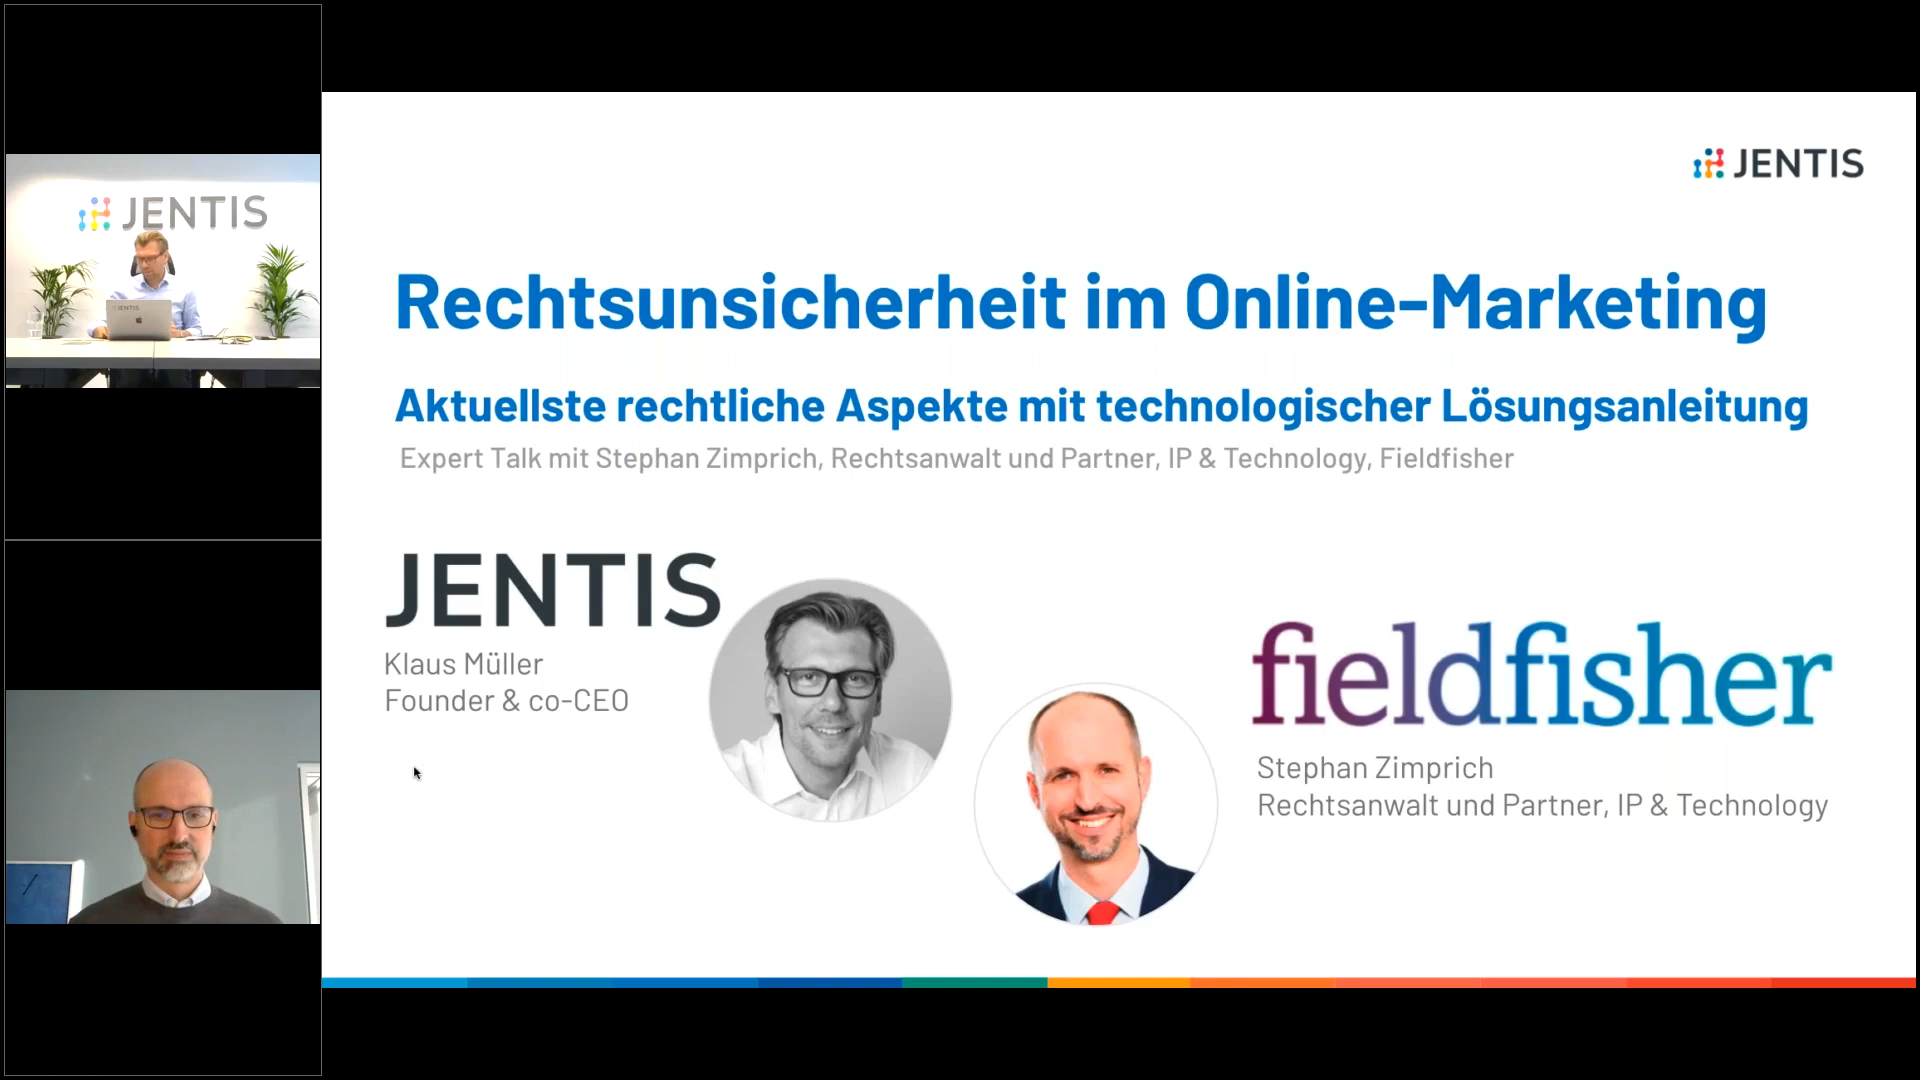 JENTIS
JENTIS
JENTIS
Rechtsunsicherheit im Online-Marketing
Aktuellste rechtliche Aspekte mit technologischer Lösungsanleitung
Expert Talk mit Stephan Zimprich, Rechtsanwalt und Partner, IP & Technology, Fieldfisher
JENTIS
Klaus Müller
Founder & co-CEO
fieldfisher
Stephan Zimprich
Rechtsanwalt und Partner, IP & Technology